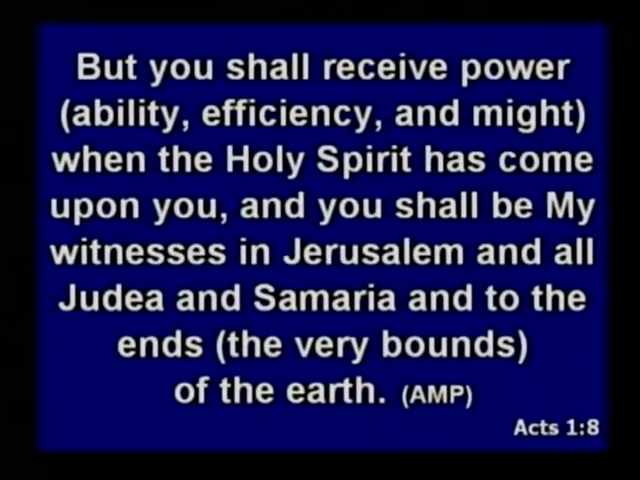 But you shall receive power
(ability, efficiency, and might)
when the Holy Spirit has come
upon you, and you shall be My
witnesses in Jerusalem and all
Judea and Samaria and to the
ends (the very bounds)
of the earth. (AMP)
Acts 1:8